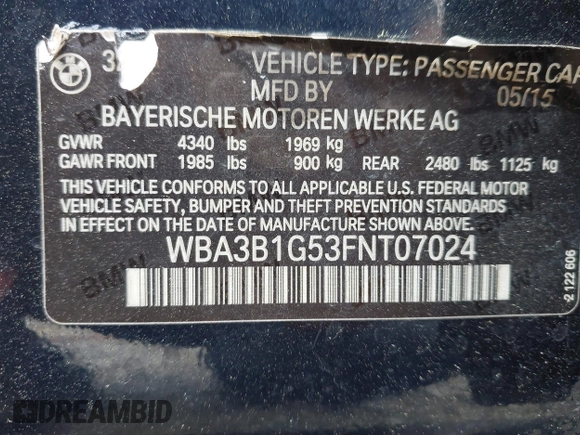 BMW
VEHICLE TYPE: PASSENGER CAR
MFD BY 05/15
BAYERISCHE MOTOREN WERKE AG
GVWR 4340 lbs 1969 kg
GAWR FRONT 1985 lbs 900 kg REAR 2480 lbs 1125 kg
THIS VEHICLE CONFORMS TO ALL APPLICABLE U.S. FEDERAL MOTOR
VEHICLE SAFETY, BUMPER AND THEFT PREVENTION STANDARDS
IN EFFECT ON THE DATE OF MANUFACTURE SHOWN ABOVE.
WBA3B1G53FNT07024
2 122 606
DREAMBID